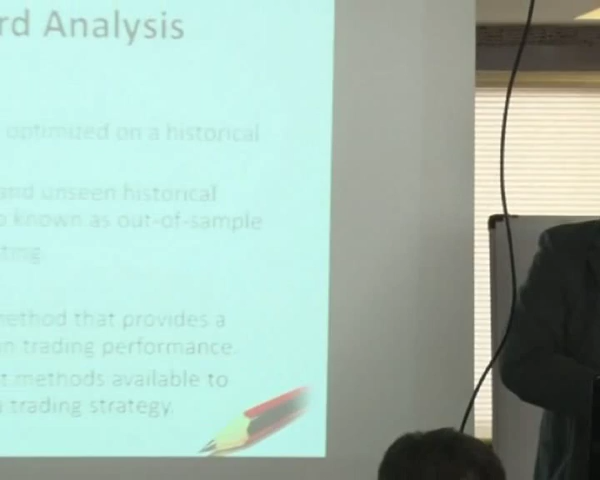 rd Analysis
optimized on a historical
and unseen historical
known as out-of-sample
ting.
method that provides a
trading performance.
t methods available to
trading strategy.